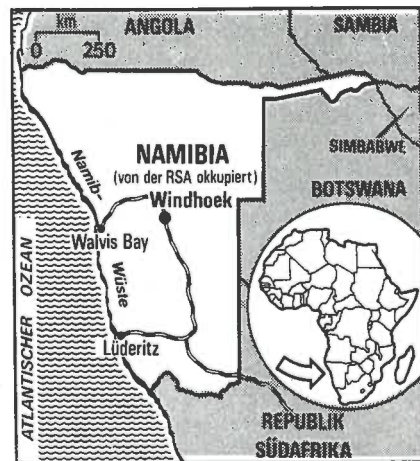 km
0 250
ANGOLA
SAMBIA
SIMBABWE
NAMIBIA
(von der RSA okkupiert)
Windhoek
BOTSWANA
Namib-
Wüste
Walvis Bay
Lüderitz
ATLANTISCHER OZEAN
REPUBLIK
SÜDAFRIKA